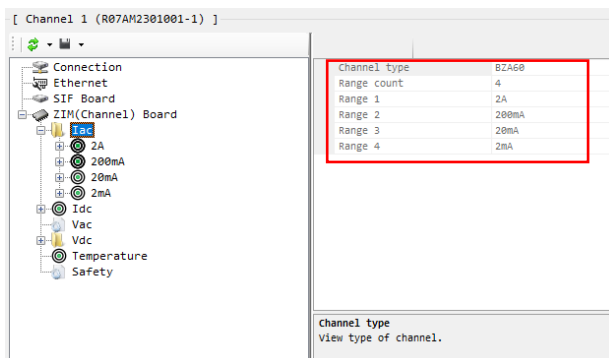 [ Channel 1 (R07AM2301001-1) ]
Connection
Ethernet
SIF Board
ZIM(Channel) Board
Iac
2A
200mA
20mA
2mA
Idc
Vac
Vdc
Temperature
Safety
Channel type BZA60
Range count 4
Range 1 2A
Range 2 200mA
Range 3 20mA
Range 4 2mA
Channel type
View type of channel.